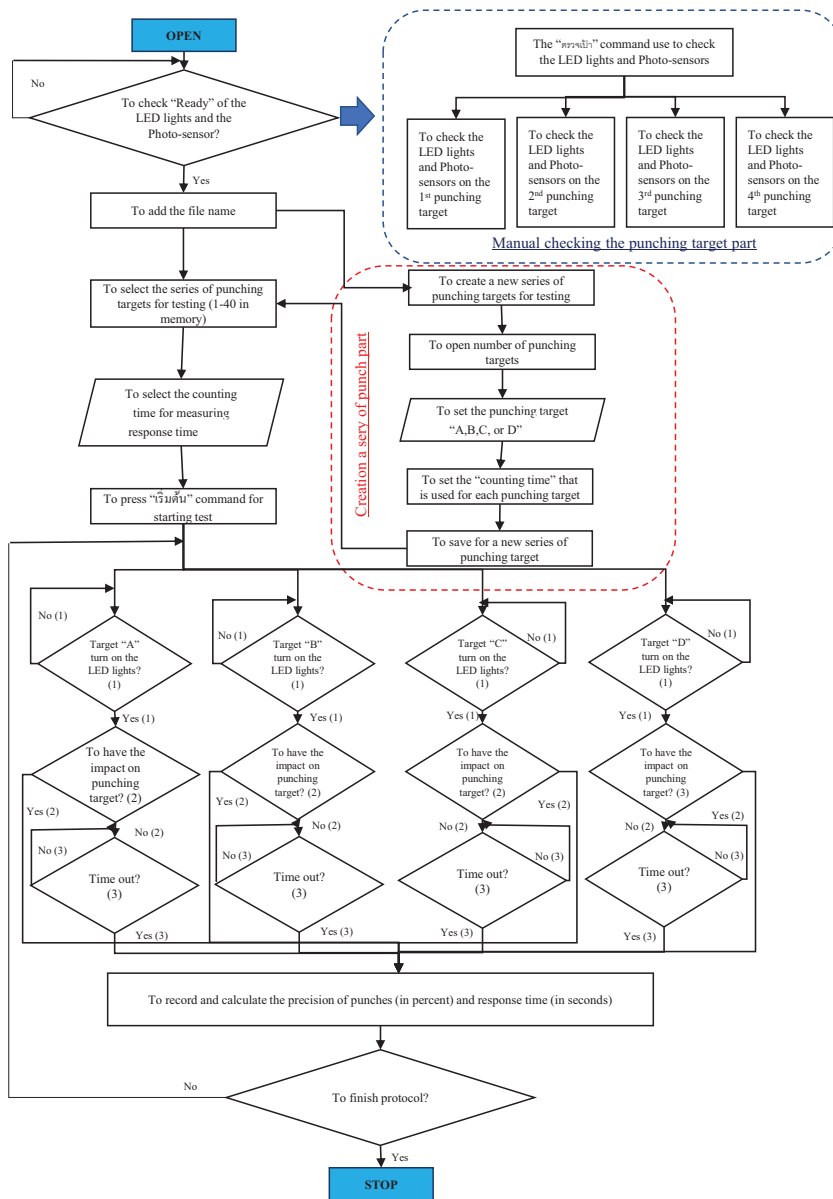 OPEN
No
To check “Ready” of the
LED lights and the
Photo-sensor?
Yes
To add the file name
To select the series of punching
targets for testing (1-40 in
memory)
To select the counting
time for measuring
response time
To press “เริ่มต้น” command for
starting test
The “ตรวจเป้า” command use to check
the LED lights and Photo-sensors
To check the
LED lights
and Photo-
sensors on the
1st punching
target
To check the
LED lights
and Photo-
sensors on the
2nd punching
target
To check the
LED lights
and Photo-
sensors on the
3rd punching
target
To check the
LED lights
and Photo-
sensors on the
4th punching
target
Manual checking the punching target part
Creation a sery of punch part
To create a new series of
punching targets for testing
To open number of punching
targets
To set the punching target
“A,B,C, or D”
To set the “counting time” that
is used for each punching target
To save for a new series of
punching target
No (1)
Target “A”
turn on the
LED lights?
(1)
Yes (1)
To have the
impact on
punching
target? (2)
Yes (2)
No (2)
No (3)
Time out?
(3)
Yes (3)
No (1)
Target “B”
turn on the
LED lights?
(1)
Yes (1)
To have the
impact on
punching
target? (2)
Yes (2)
No (2)
No (3)
Time out?
(3)
Yes (3)
No (1)
Target “C”
turn on the
LED lights?
(1)
Yes (1)
To have the
impact on
punching
target? (2)
Yes (2)
No (2)
No (3)
Time out?
(3)
Yes (3)
No (1)
Target “D”
turn on the
LED lights?
(1)
Yes (1)
To have the
impact on
punching
target? (3)
Yes (2)
No (2)
No (3)
Time out?
(3)
Yes (3)
To record and calculate the precision of punches (in percent) and response time (in seconds)
No
To finish protocol?
Yes
STOP